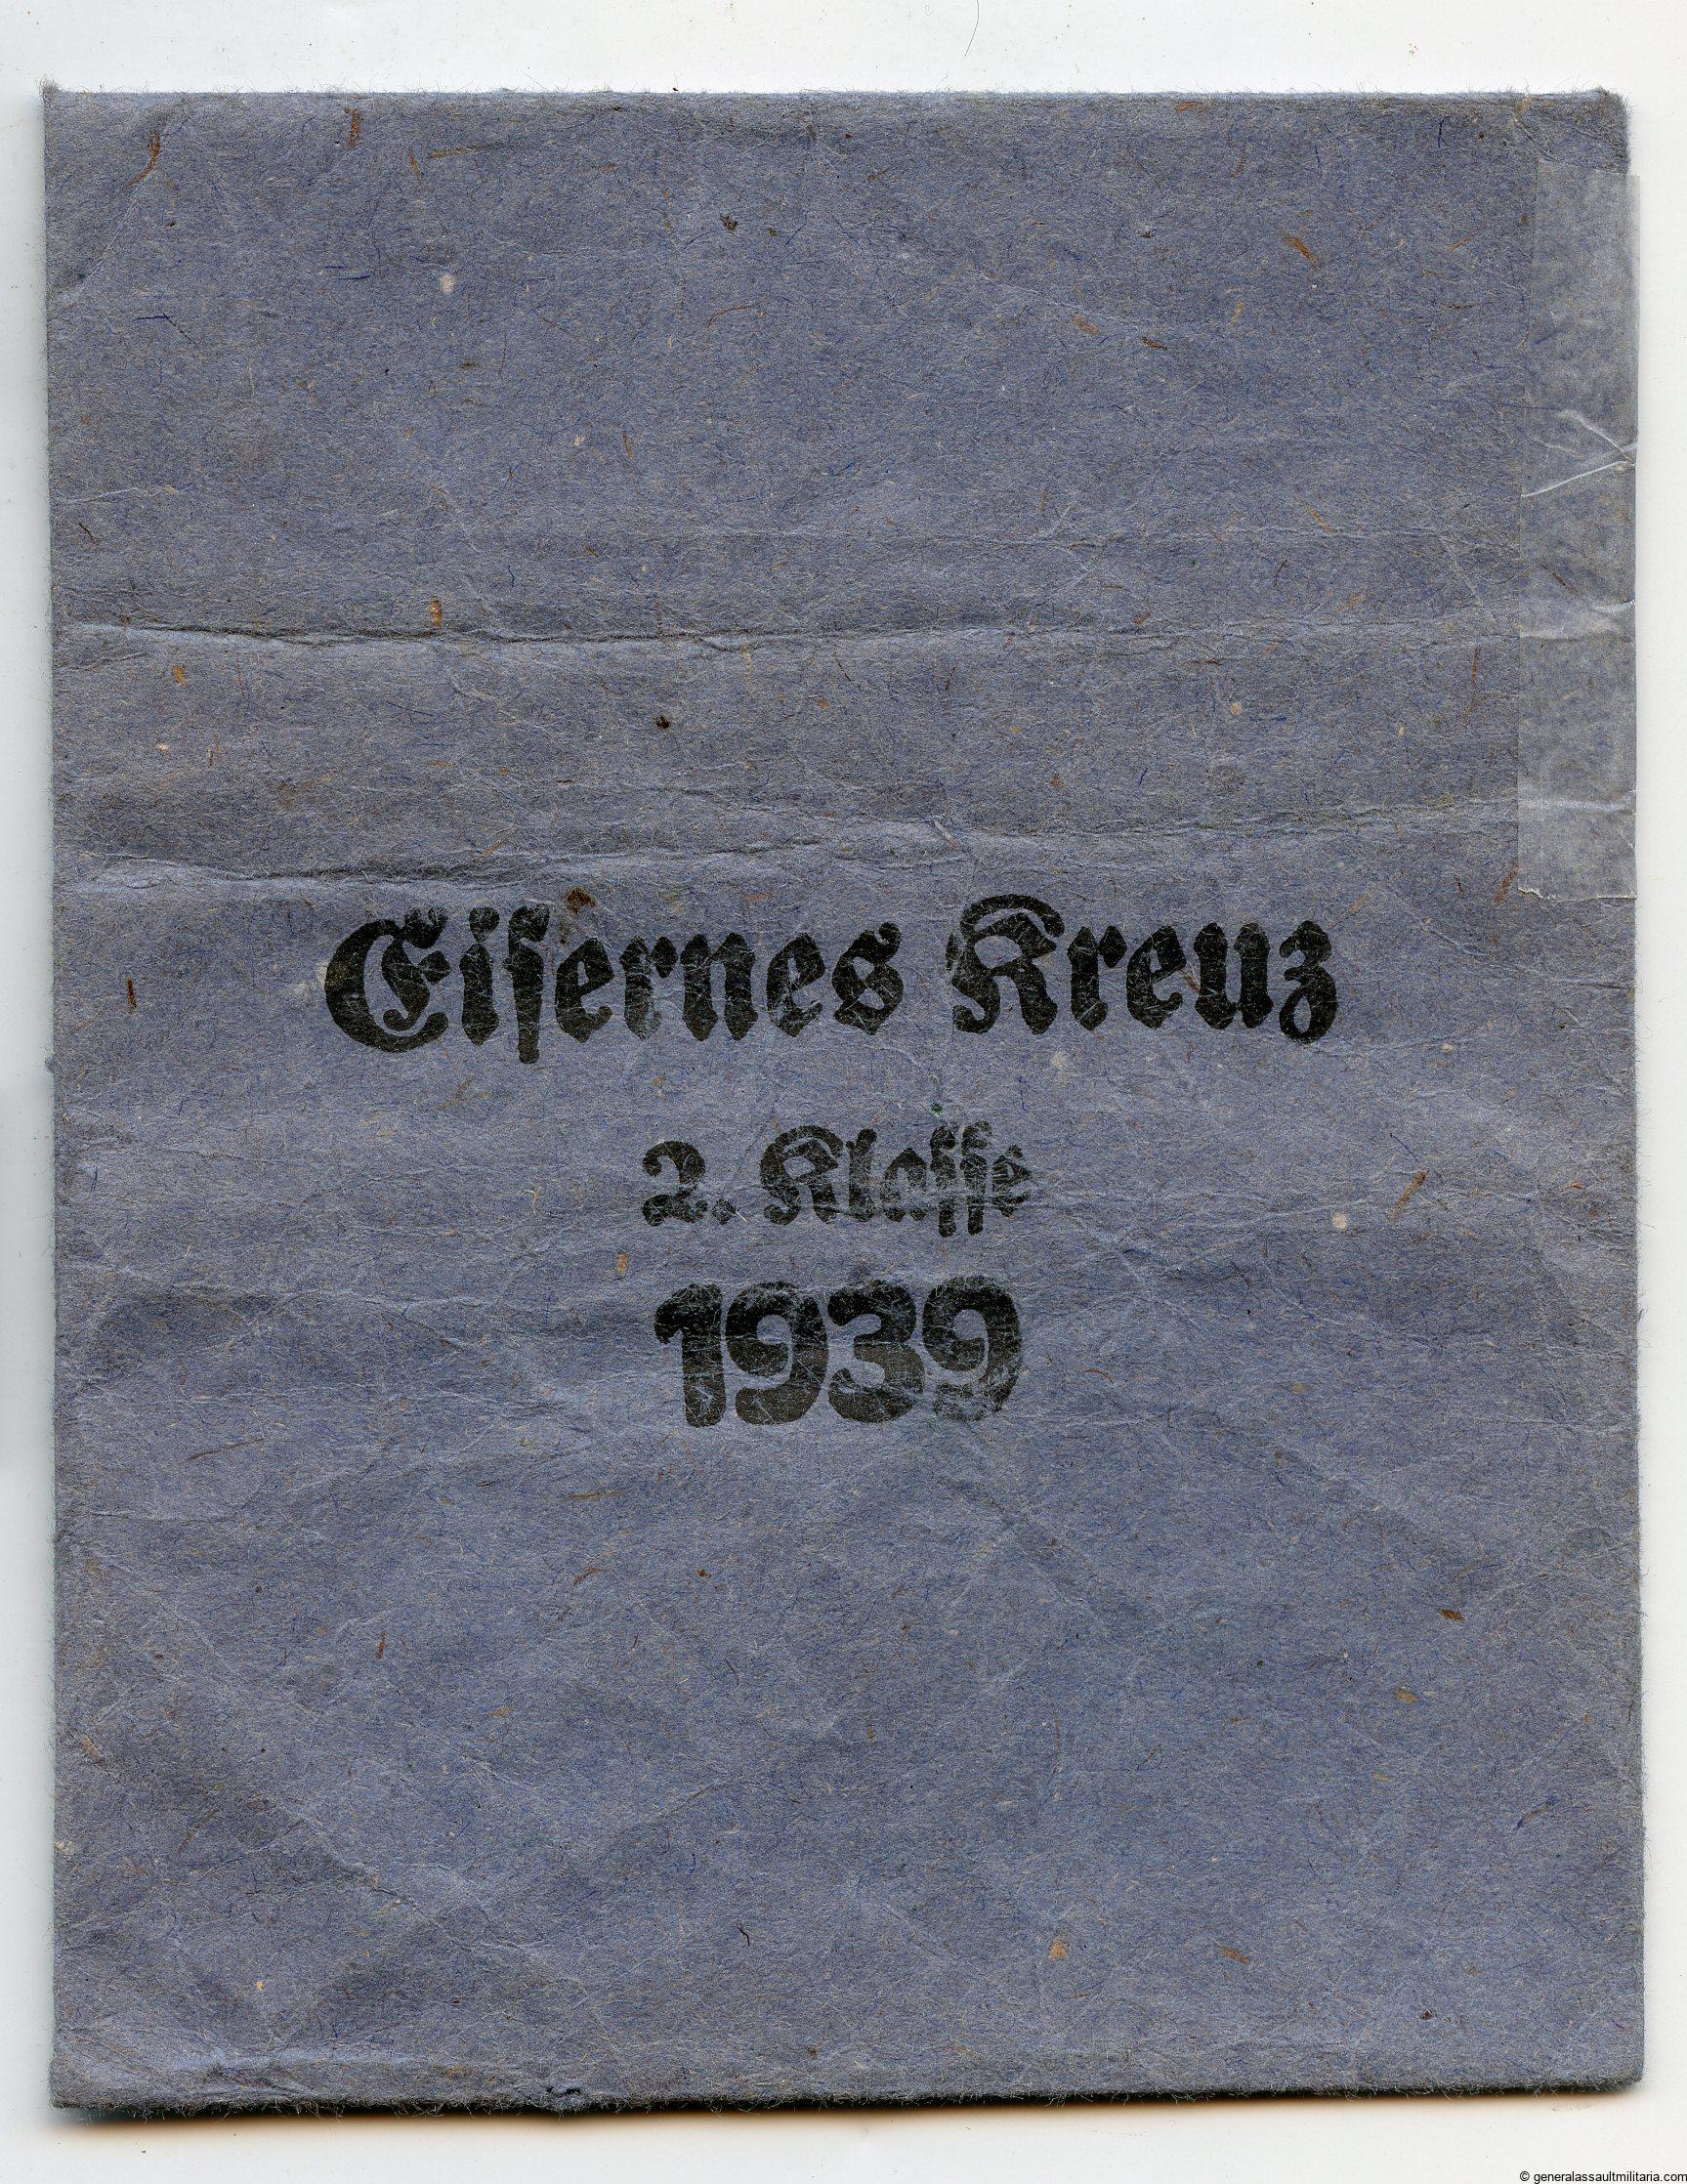 Eisernes Kreuz
2. Klasse
1939
© generalassaultmilitaria.com